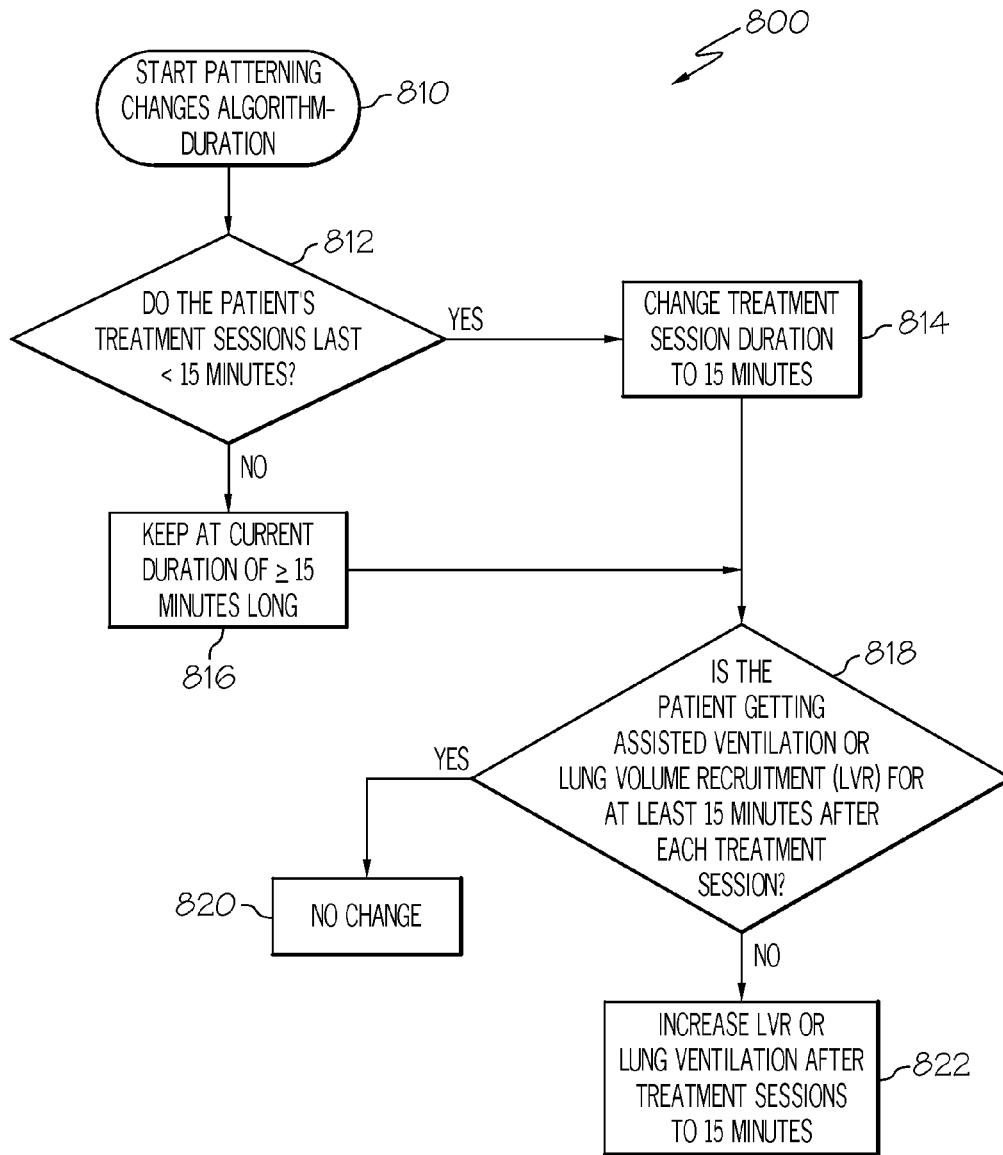 800
START PATTERNING
CHANGES ALGORITHM-
DURATION
810
812
DO THE PATIENT'S
TREATMENT SESSIONS LAST
< 15 MINUTES?
YES
CHANGE TREATMENT
SESSION DURATION
TO 15 MINUTES
814
NO
KEEP AT CURRENT
DURATION OF ≥ 15
MINUTES LONG
816
818
IS THE
PATIENT GETTING
ASSISTED VENTILATION OR
LUNG VOLUME RECRUITMENT (LVR) FOR
AT LEAST 15 MINUTES AFTER
EACH TREATMENT
SESSION?
YES
820
NO CHANGE
NO
INCREASE LVR OR
LUNG VENTILATION AFTER
TREATMENT SESSIONS
TO 15 MINUTES
822